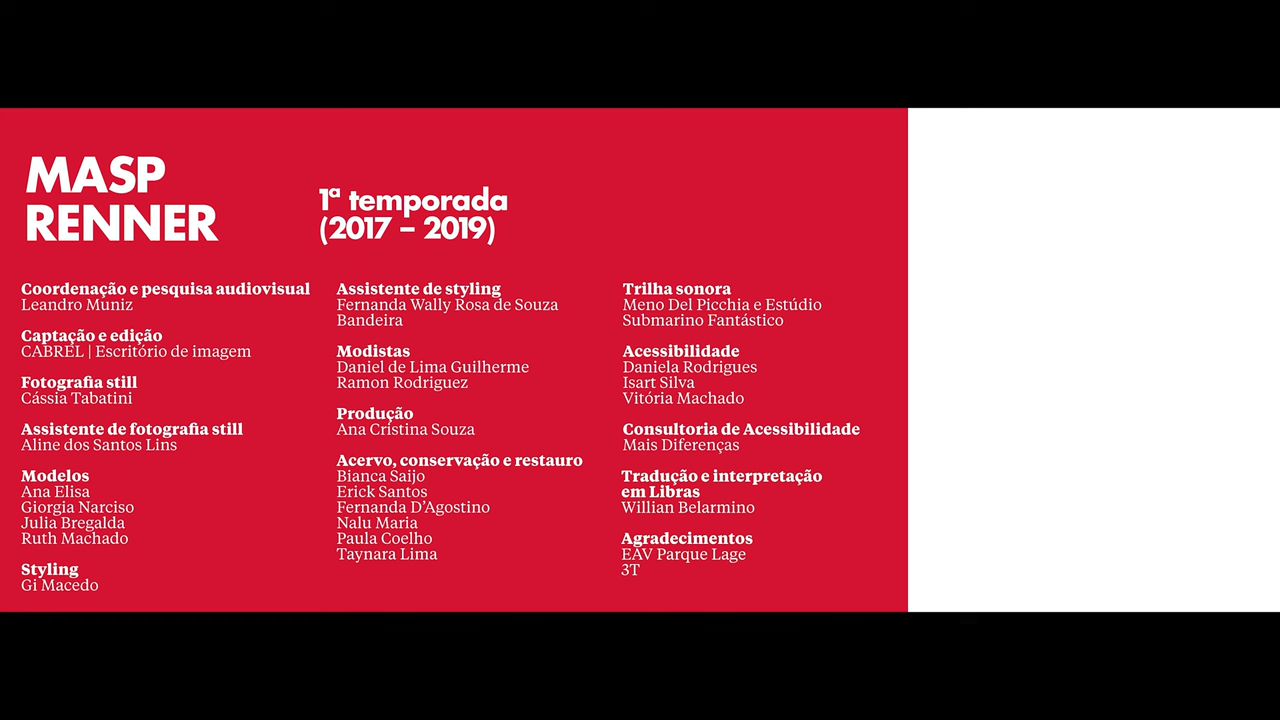 MASP
RENNER
1ª temporada
(2017 – 2019)
Coordenação e pesquisa audiovisual
Leandro Muniz
Captação e edição
CABREL | Escritório de imagem
Fotografia still
Cássia Tabatini
Assistente de fotografia still
Aline dos Santos Lins
Modelos
Ana Elisa
Giorgia Narciso
Julia Bregalda
Ruth Machado
Styling
Gi Macedo
Assistente de styling
Fernanda Wally Rosa de Souza
Bandeira
Modistas
Daniel de Lima Guilherme
Ramon Rodriguez
Produção
Ana Cristina Souza
Acervo, conservação e restauro
Bianca Saijo
Erick Santos
Fernanda D’Agostino
Nalu Maria
Paula Coelho
Taynara Lima
Trilha sonora
Meno Del Picchia e Estúdio
Submarino Fantástico
Acessibilidade
Daniela Rodrigues
Isart Silva
Vitória Machado
Consultoria de Acessibilidade
Mais Diferenças
Tradução e interpretação
em Libras
Willian Belarmino
Agradecimentos
EAV Parque Lage
3T